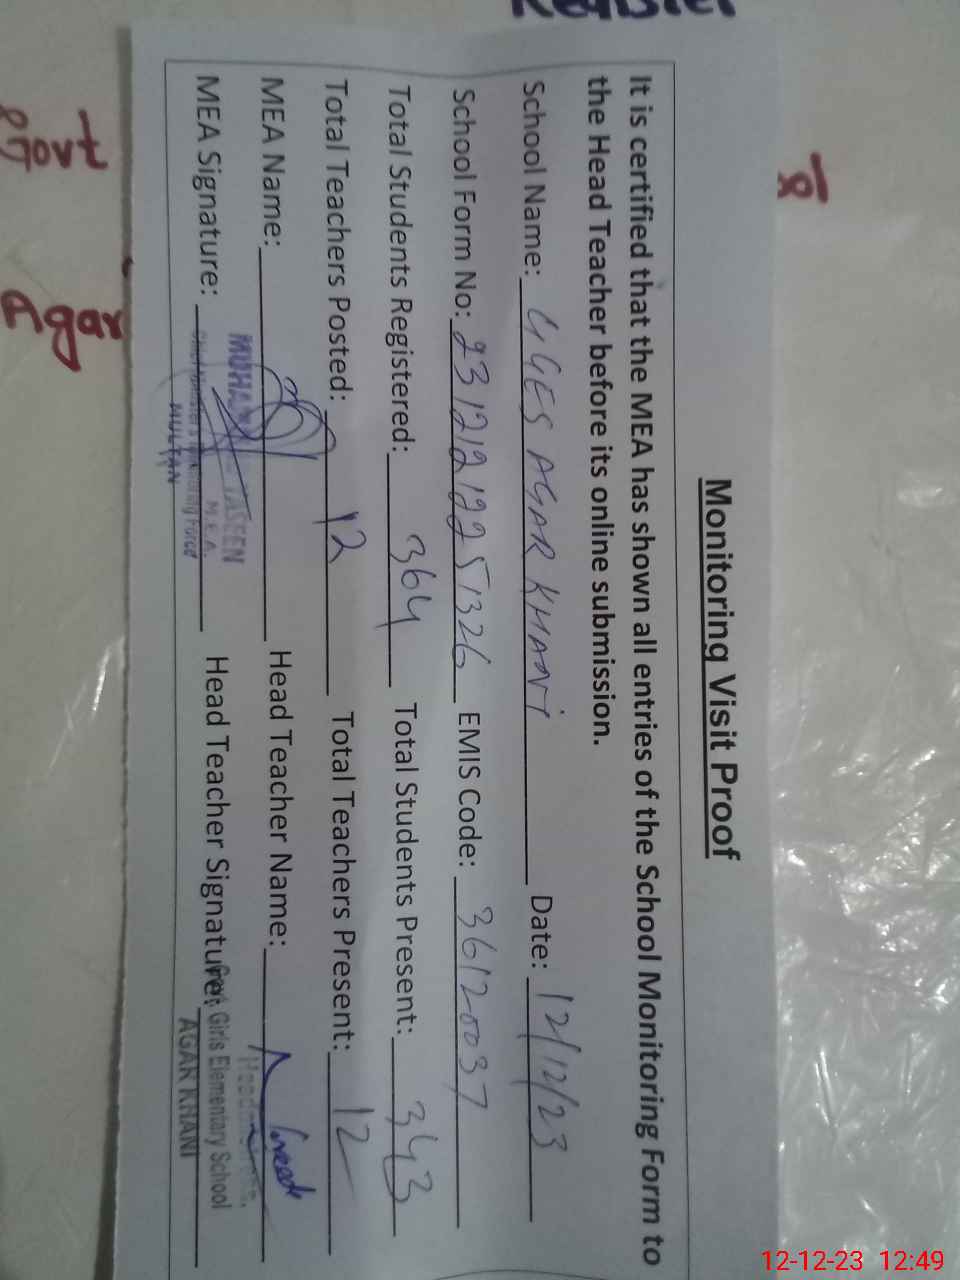 Monitoring Visit Proof
It is certified that the MEA has shown all entries of the School Monitoring Form to
the Head Teacher before its online submission.
School Name: GGES AGAR KHANI Date: 12/12/23
School Form No: 23121212251326 EMIS Code: 36120037
Total Students Registered: 364 Total Students Present: 343
Total Teachers Posted: 12 Total Teachers Present: 12
MEA Name: Head Teacher Name:
MEA Signature: Head Teacher Signature:
M.E.A.
MULTAN
Govt. Girls Elementary School
AGAR KHANI
Govt
Agar
&
12-12-23 12:49